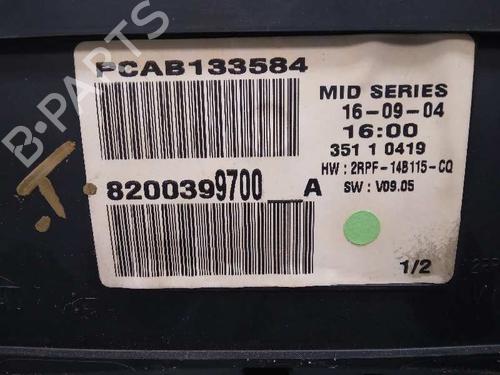 PCAB133584
MID SERIES
16-09-04
16:00
351 1 0419
HW : 2RPF-14B115-CQ
SW : V09.05
8200399700__A
1/2
B-PARTS